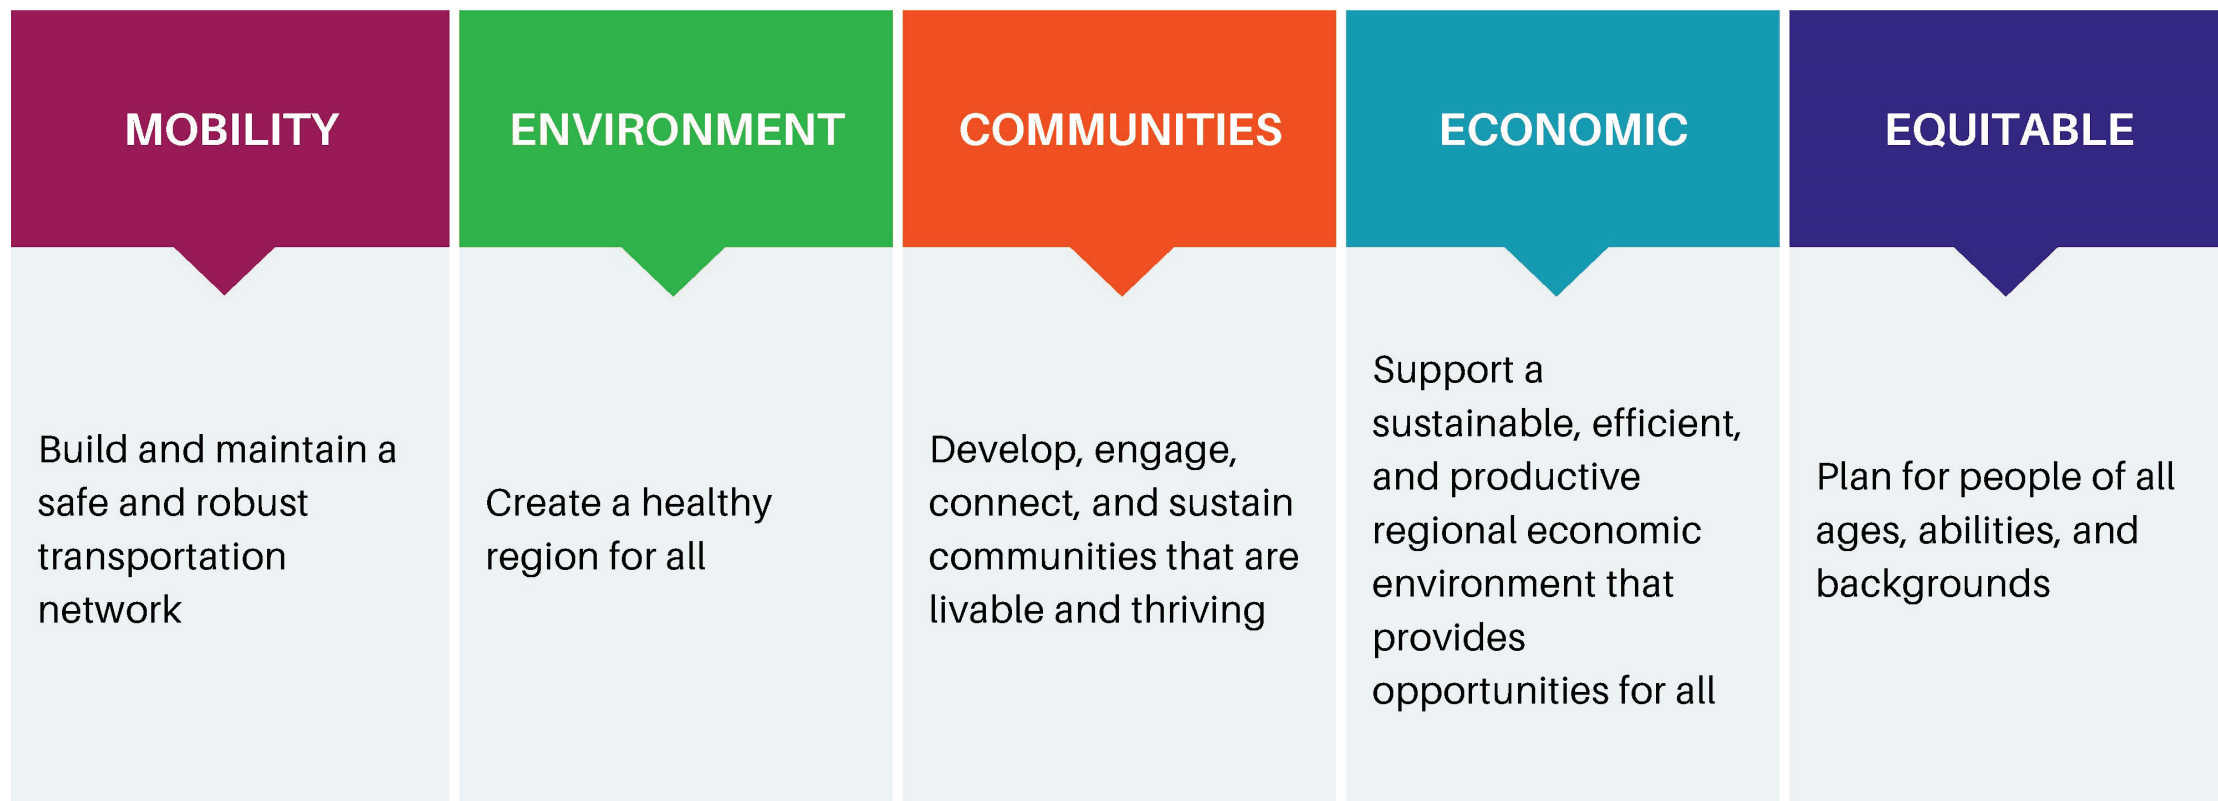 MOBILITY
Build and maintain a
safe and robust
transportation
network
ENVIRONMENT
Create a healthy
region for all
COMMUNITIES
Develop, engage,
connect, and sustain
communities that are
livable and thriving
ECONOMIC
Support a
sustainable, efficient,
and productive
regional economic
environment that
provides
opportunities for all
EQUITABLE
Plan for people of all
ages, abilities, and
backgrounds